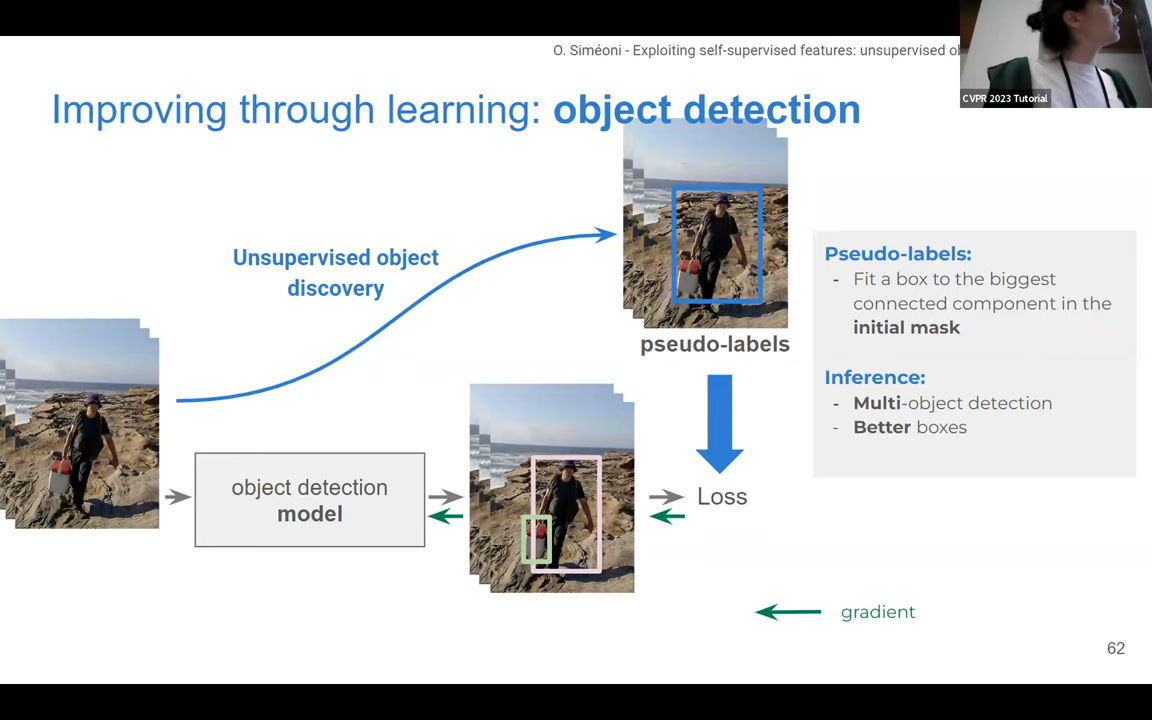 O. Siméoni - Exploiting self-supervised features: unsupervised
CVPR 2023 Tutorial
Improving through learning: object detection
Unsupervised object
discovery
pseudo-labels
Pseudo-labels:
- Fit a box to the biggest
connected component in the
initial mask
Inference:
- Multi-object detection
- Better boxes
object detection
model
Loss
gradient
62